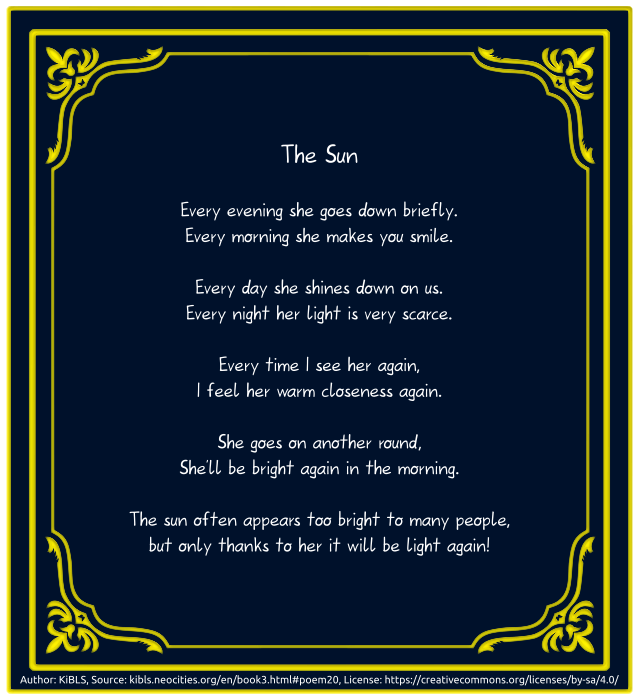 The Sun
Every evening she goes down briefly.
Every morning she makes you smile.
Every day she shines down on us.
Every night her light is very scarce.
Every time I see her again,
I feel her warm closeness again.
She goes on another round,
She'll be bright again in the morning.
The sun often appears too bright to many people,
but only thanks to her it will be light again!
Author: KiBLS, Source: kibls.neocities.org/en/book3.html#poem20, License: https://creativecommons.org/licenses/by-sa/4.0/